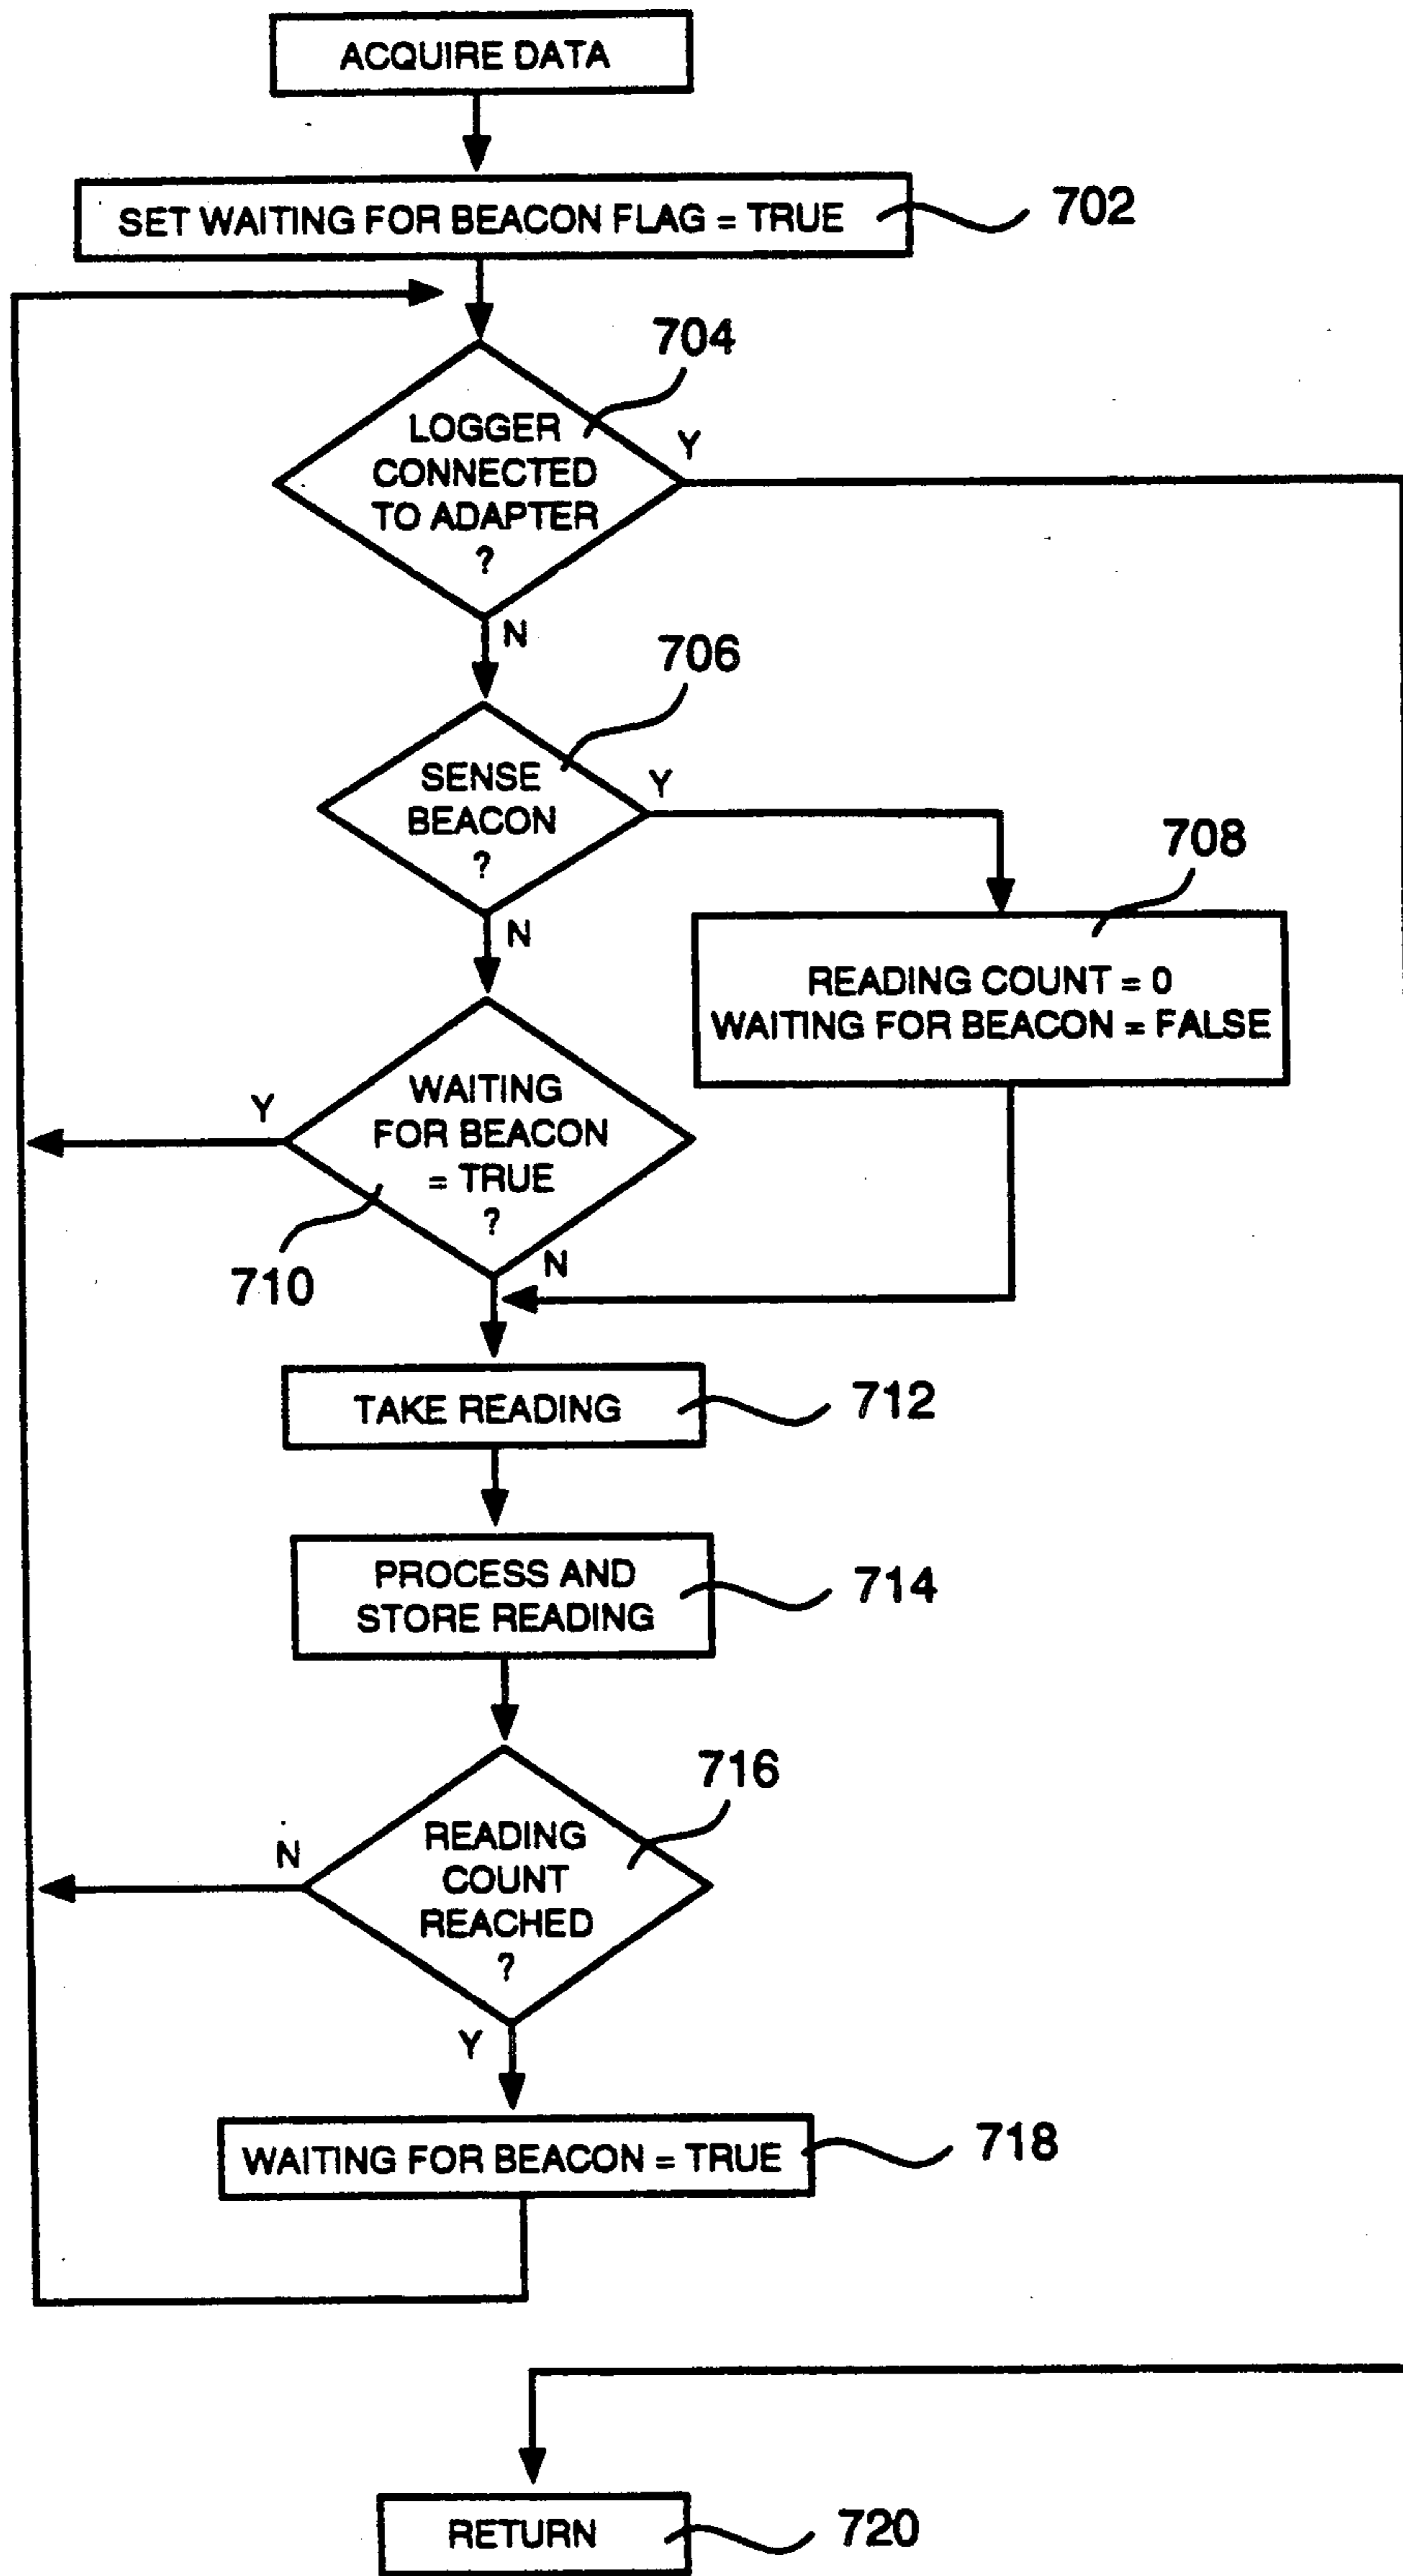 ACQUIRE DATA
SET WAITING FOR BEACON FLAG = TRUE
702
704
LOGGER
CONNECTED
TO ADAPTER
?
Y
N
706
SENSE
BEACON
?
Y
N
708
READING COUNT = 0
WAITING FOR BEACON = FALSE
WAITING
FOR BEACON
= TRUE
?
Y
N
710
TAKE READING
712
PROCESS AND
STORE READING
714
716
READING
COUNT
REACHED
?
N
Y
WAITING FOR BEACON = TRUE
718
RETURN
720